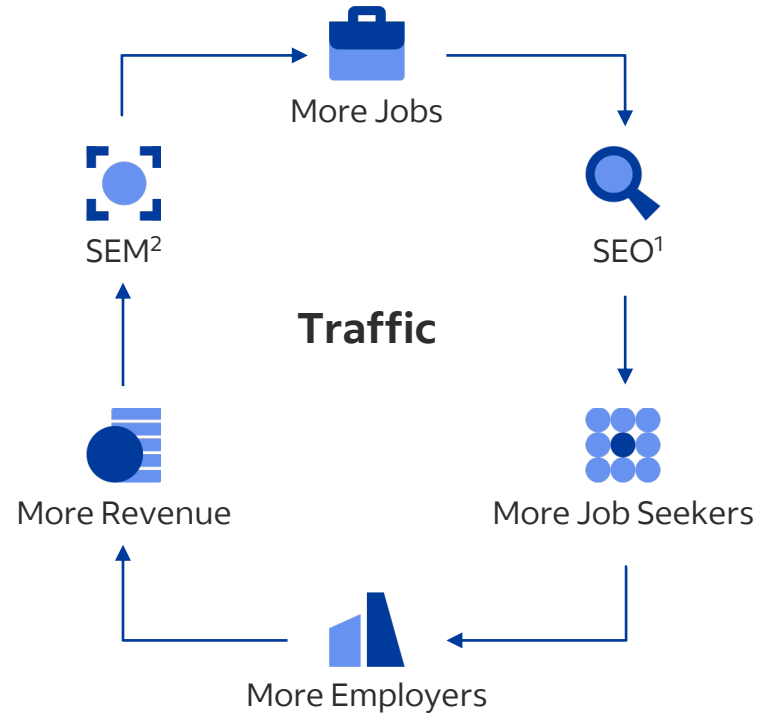 More Jobs
SEM²
SEO¹
Traffic
More Revenue
More Job Seekers
More Employers